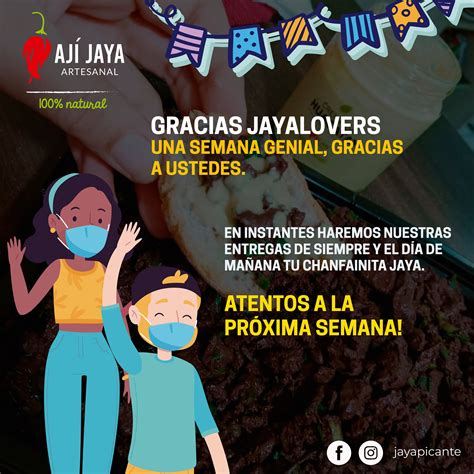 AJÍ JAYA
ARTESANAL
100% natural
GRACIAS JAYALOVERS
UNA SEMANA GENIAL, GRACIAS
A USTEDES.
EN INSTANTES HAREMOS NUESTRAS
ENTREGAS DE SIEMPRE Y EL DÍA DE
MAÑANA TU CHANFAINITA JAYA.
ATENTOS A LA
PRÓXIMA SEMANA!
jayapicante